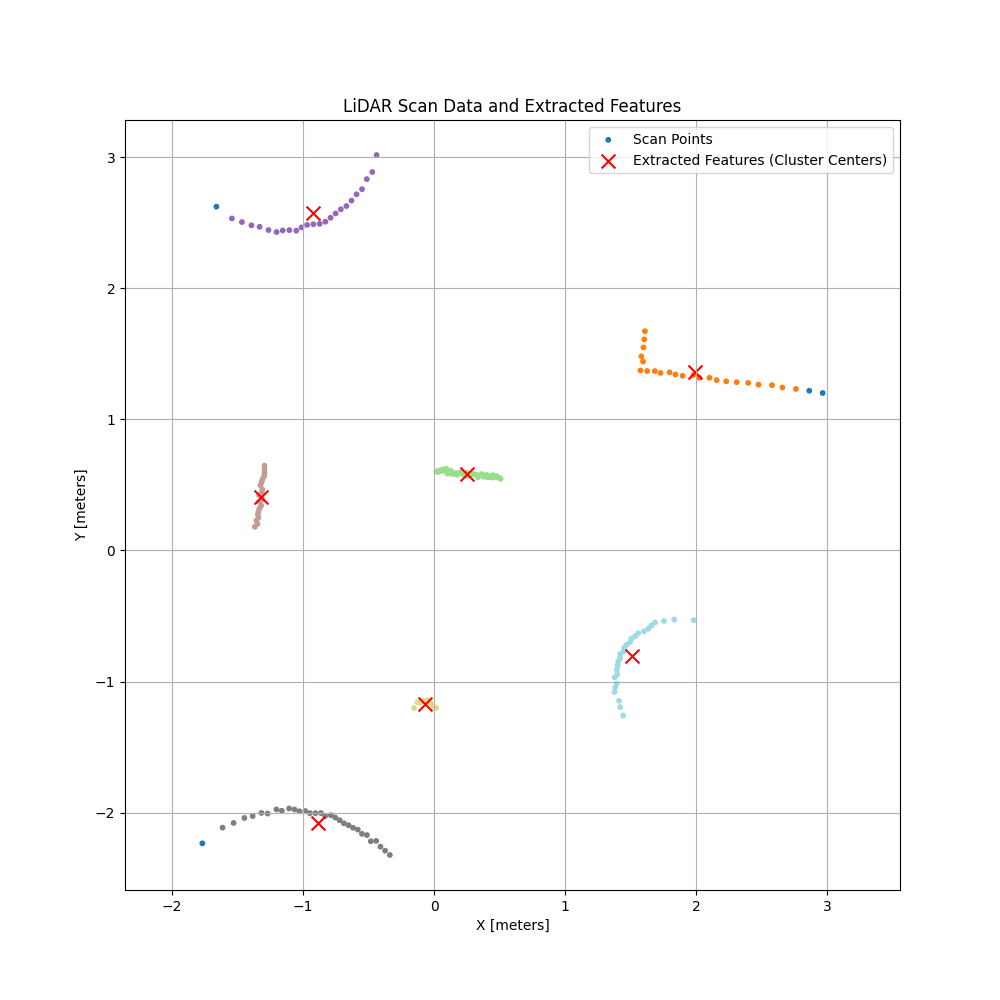 LiDAR Scan Data and Extracted Features
Scan Points
Extracted Features (Cluster Centers)
3
2
1
0
−1
−2
Y [meters]
−2 −1 0 1 2 3
X [meters]